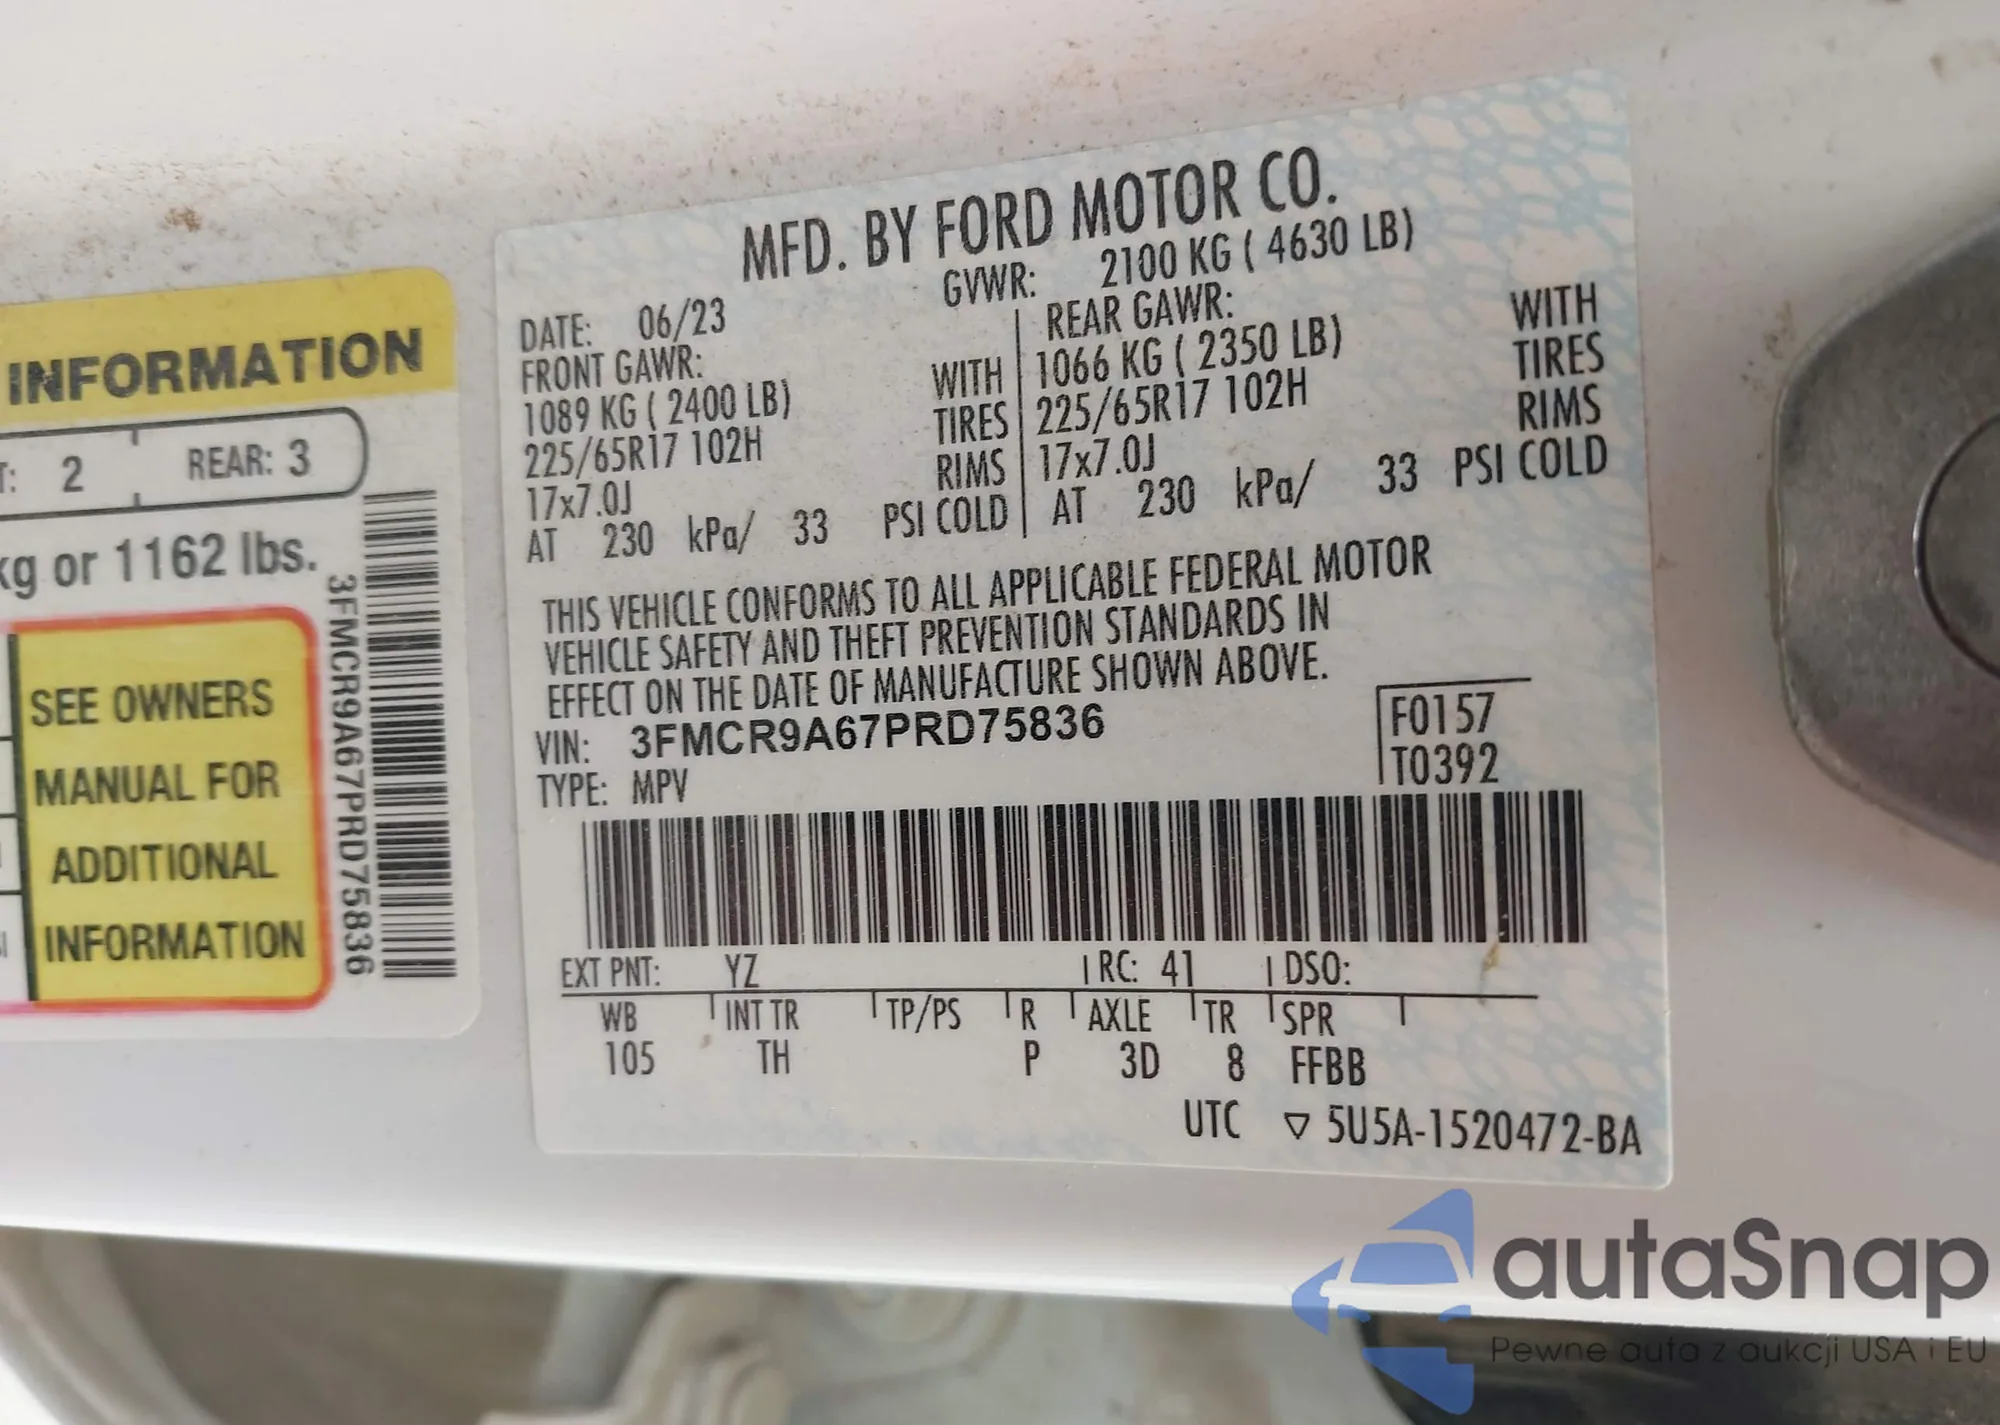 INFORMATION
2 REAR: 3
kg or 1162 lbs.
SEE OWNERS
MANUAL FOR
ADDITIONAL
INFORMATION
3FMCR9A67PRD75836
MFD. BY FORD MOTOR CO.
GVWR: 2100 KG ( 4630 LB)
DATE: 06/23
FRONT GAWR:
1089 KG ( 2400 LB) WITH
225/65R17 102H TIRES
17x7.0J RIMS
AT 230 kPa/ 33 PSI COLD
REAR GAWR: WITH
1066 KG ( 2350 LB) TIRES
225/65R17 102H RIMS
17x7.0J
AT 230 kPa/ 33 PSI COLD
THIS VEHICLE CONFORMS TO ALL APPLICABLE FEDERAL MOTOR
VEHICLE SAFETY AND THEFT PREVENTION STANDARDS IN
EFFECT ON THE DATE OF MANUFACTURE SHOWN ABOVE.
VIN: 3FMCR9A67PRD75836
TYPE: MPV
F0157
T0392
EXT PNT: YZ RC: 41 DSO:
WB INT TR TP/PS R AXLE TR SPR
105 TH P 3D 8 FFBB
UTC ▽ 5U5A-1520472-BA
autaSnap
Pewne auta z aukcji USA i EU